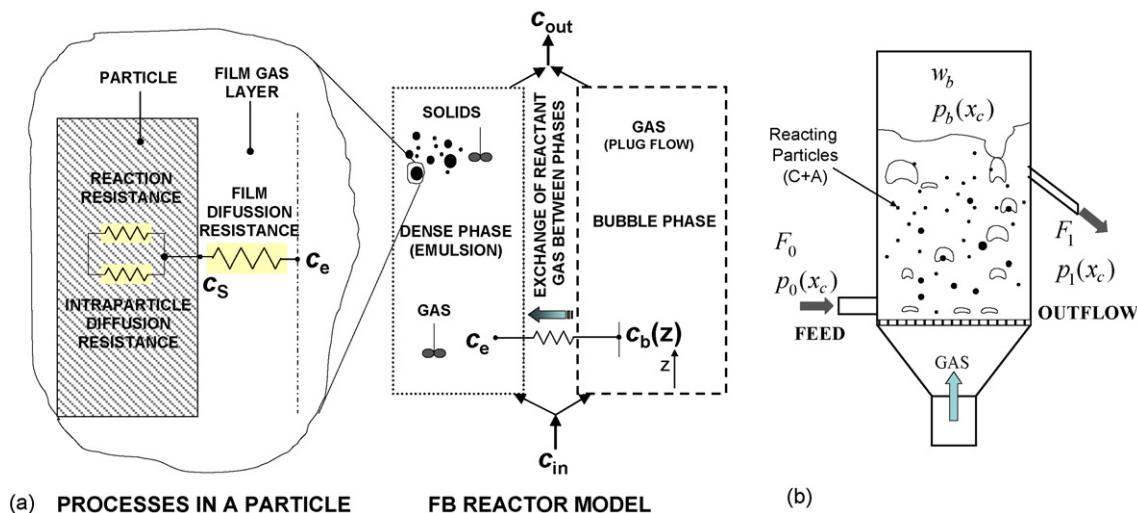 PARTICLE
FILM GAS
LAYER
REACTION
RESISTANCE
FILM
DIFUSSION
RESISTANCE
c_S
c_e
INTRAPARTICLE
DIFFUSION
RESISTANCE
(a) PROCESSES IN A PARTICLE
c_out
SOLIDS
DENSE PHASE
(EMULSION)
GAS
c_e
EXCHANGE OF REACTANT
GAS BETWEEN PHASES
GAS
(PLUG FLOW)
BUBBLE PHASE
c_b(z)
z
c_in
FB REACTOR MODEL
w_b
p_b(x_c)
Reacting
Particles
(C+A)
F_0
p_0(x_c)
FEED
F_1
p_1(x_c)
OUTFLOW
GAS
(b)